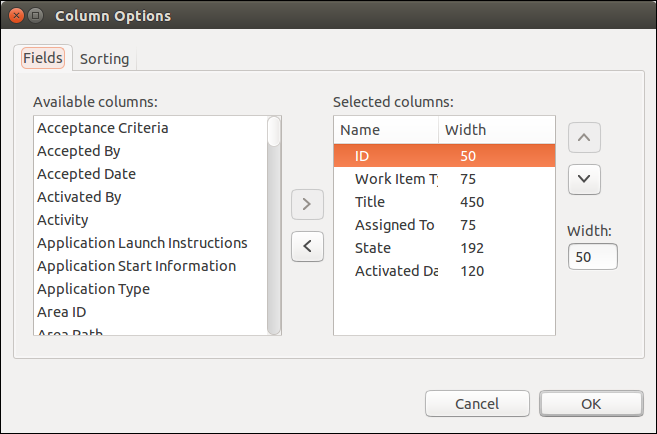 Column Options
Fields Sorting
Available columns:
Acceptance Criteria
Accepted By
Accepted Date
Activated By
Activity
Application Launch Instructions
Application Start Information
Application Type
Area ID
Area Path
Selected columns:
Name Width
ID 50
Work Item Ty 75
Title 450
Assigned To 75
State 192
Activated Da 120
Width:
50
Cancel OK